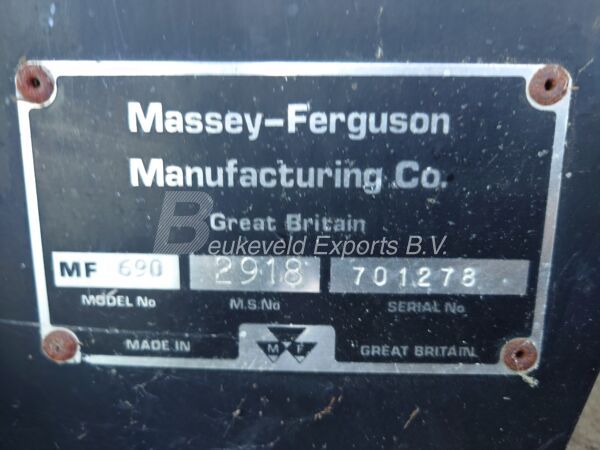 Massey-Ferguson
Manufacturing Co.
Great Britain
Beukeveld Exports B.V.
MF 690 2918 701278
MODEL No M.S.No SERIAL No
MADE IN M F GREAT BRITAIN